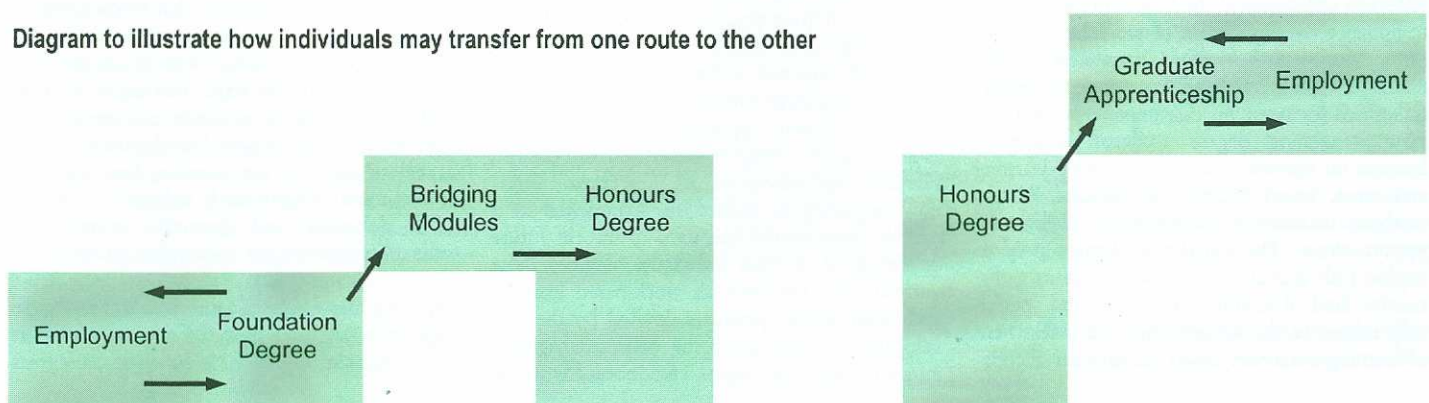 Diagram to illustrate how individuals may transfer from one route to the other
Employment
Foundation
Degree
Bridging
Modules
Honours
Degree
Honours
Degree
Graduate
Apprenticeship
Employment